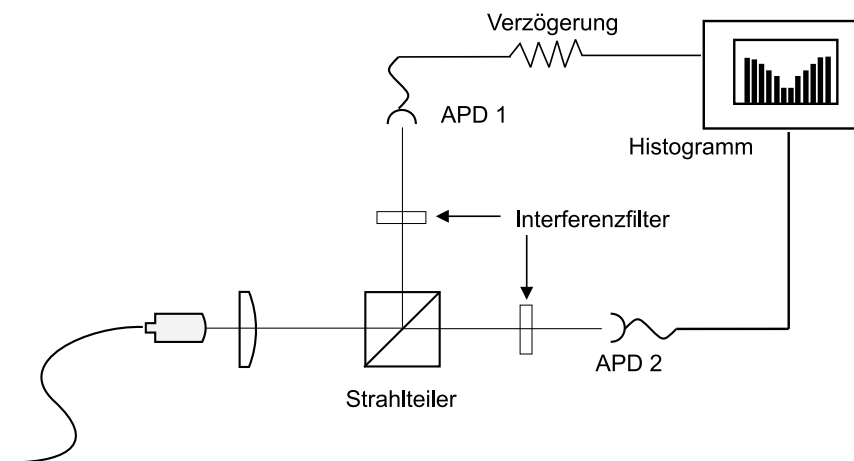 Verzögerung
APD 1
Histogramm
Interferenzfilter
APD 2
Strahlteiler